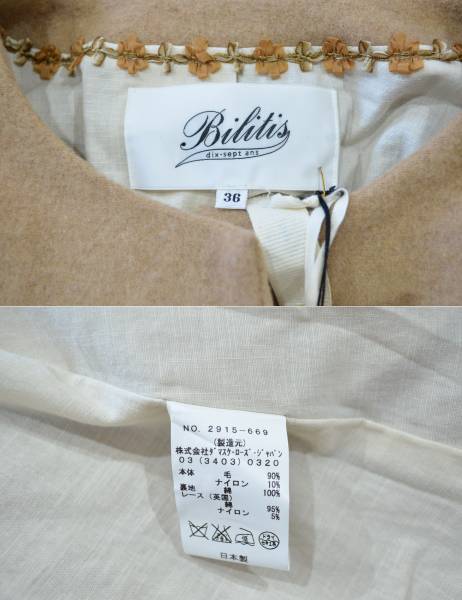 Bilitis
dix-sept ans
36
NO. 2915-669
(製造元)
株式会社ダマスク・ローズ・ジャパン
03 (3403) 0320
本体 毛 90%
ナイロン 10%
裏地 綿 100%
レース (英国)
綿 95%
ナイロン 5%
日本製